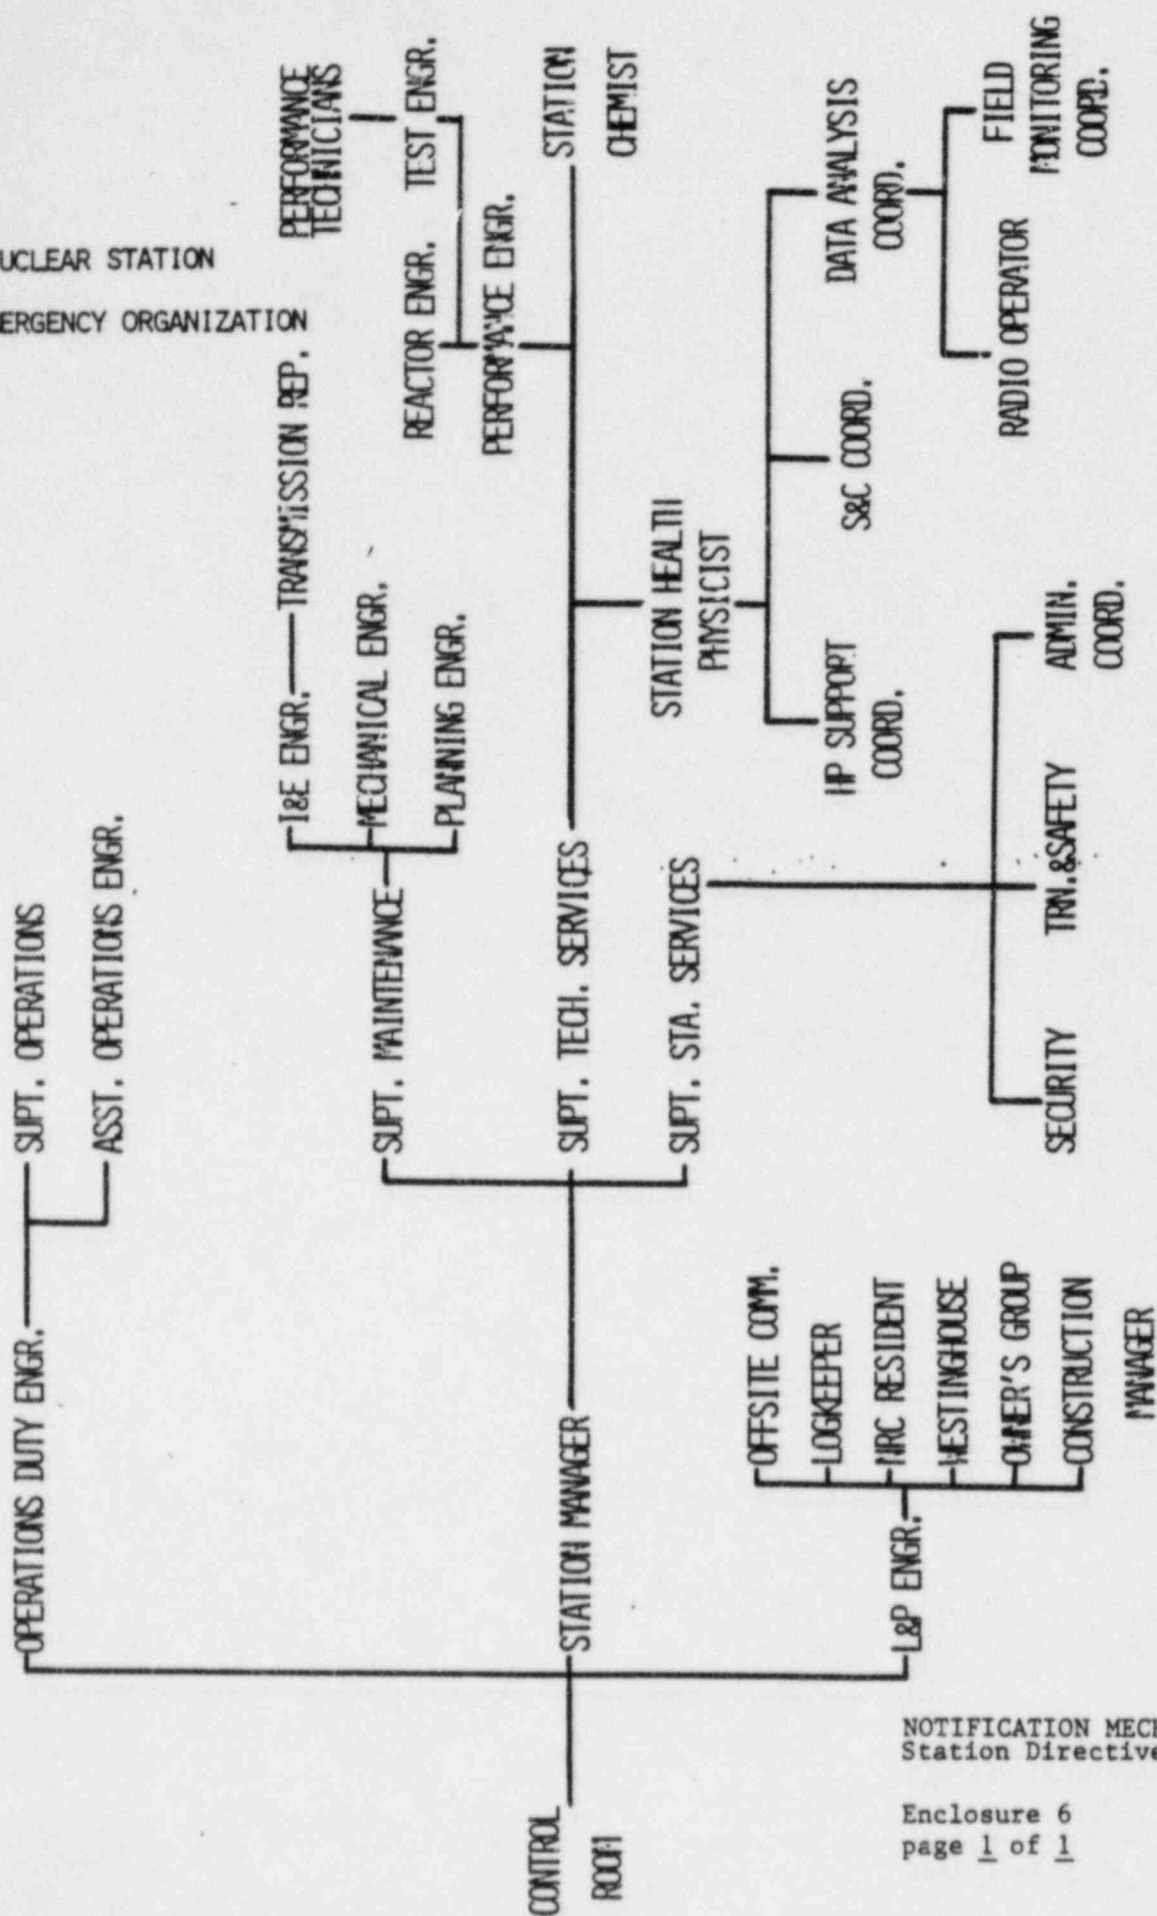 UCLEAR STATION
ERGENCY ORGANIZATION
CONTROL
ROOM
OPERATIONS DUTY ENGR.
SUPT. OPERATIONS
ASST. OPERATIONS ENGR.
STATION MANAGER
SUPT. MAINTENANCE
I&E ENGR.
TRANSMISSION REP.
MECHANICAL ENGR.
PLANNING ENGR.
SUPT. TECH. SERVICES
PERFORMANCE
TECHNICIANS
REACTOR ENGR.
TEST ENGR.
PERFORMANCE ENGR.
STATION
CHEMIST
STATION HEALTH
PHYSICIST
HP SUPPORT
COORD.
S&C COORD.
DATA ANALYSIS
COORD.
RADIO OPERATOR
FIELD
MONITORING
COORD.
SUPT. STA. SERVICES
SECURITY
TRN.&SAFETY
ADMIN.
COORD.
L&P ENGR.
OFFSITE COMM.
LOGKEEPER
NRC RESIDENT
WESTINGHOUSE
OWNER'S GROUP
CONSTRUCTION
MANAGER
NOTIFICATION MECH
Station Directive
Enclosure 6
page 1 of 1